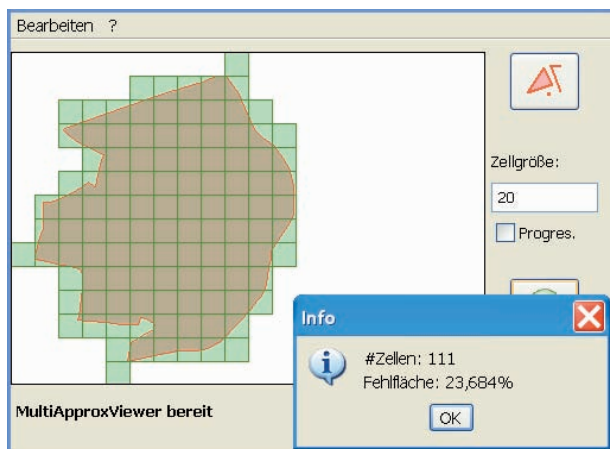 Bearbeiten ?
Zellgröße:
20
Progres.
Info
#Zellen: 111
Fehlfläche: 23,684%
OK
MultiApproxViewer bereit